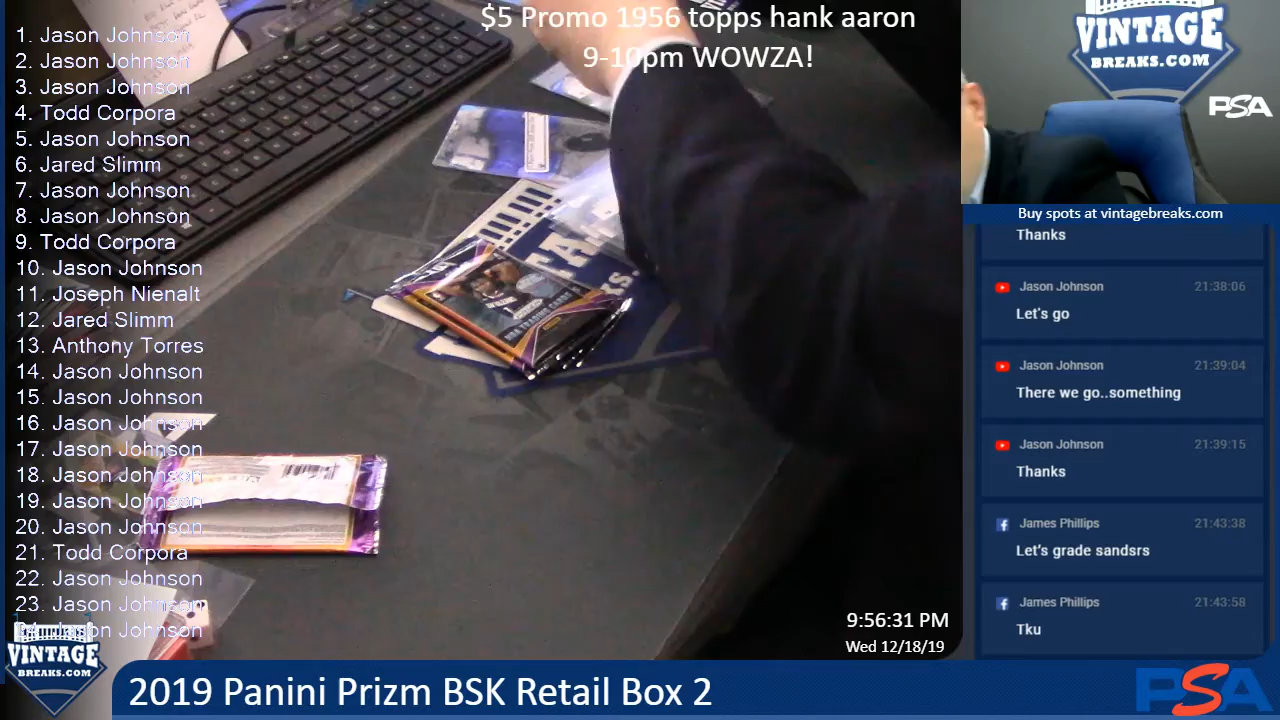 $5 Promo 1956 topps hank aaron
9-10pm WOWZA!
1. Jason Johnson
2. Jason Johnson
3. Jason Johnson
4. Todd Corpora
5. Jason Johnson
6. Jared Slimm
7. Jason Johnson
8. Jason Johnson
9. Todd Corpora
10. Jason Johnson
11. Joseph Nienalt
12. Jared Slimm
13. Anthony Torres
14. Jason Johnson
15. Jason Johnson
16. Jason Johnson
17. Jason Johnson
18. Jason Johnson
19. Jason Johnson
20. Jason Johnson
21. Todd Corpora
22. Jason Johnson
23. Jason Johnson
24. Jason Johnson
VINTAGE
BREAKS.COM
PSA
Buy spots at vintagebreaks.com
Thanks
Jason Johnson 21:38:06
Let's go
Jason Johnson 21:39:04
There we go..something
Jason Johnson 21:39:15
Thanks
James Phillips 21:43:38
Let's grade sandsrs
James Phillips 21:43:58
Tku
NBA TRADING CARDS
9:56:31 PM
Wed 12/18/19
VINTAGE
BREAKS.COM
2019 Panini Prizm BSK Retail Box 2
PSA